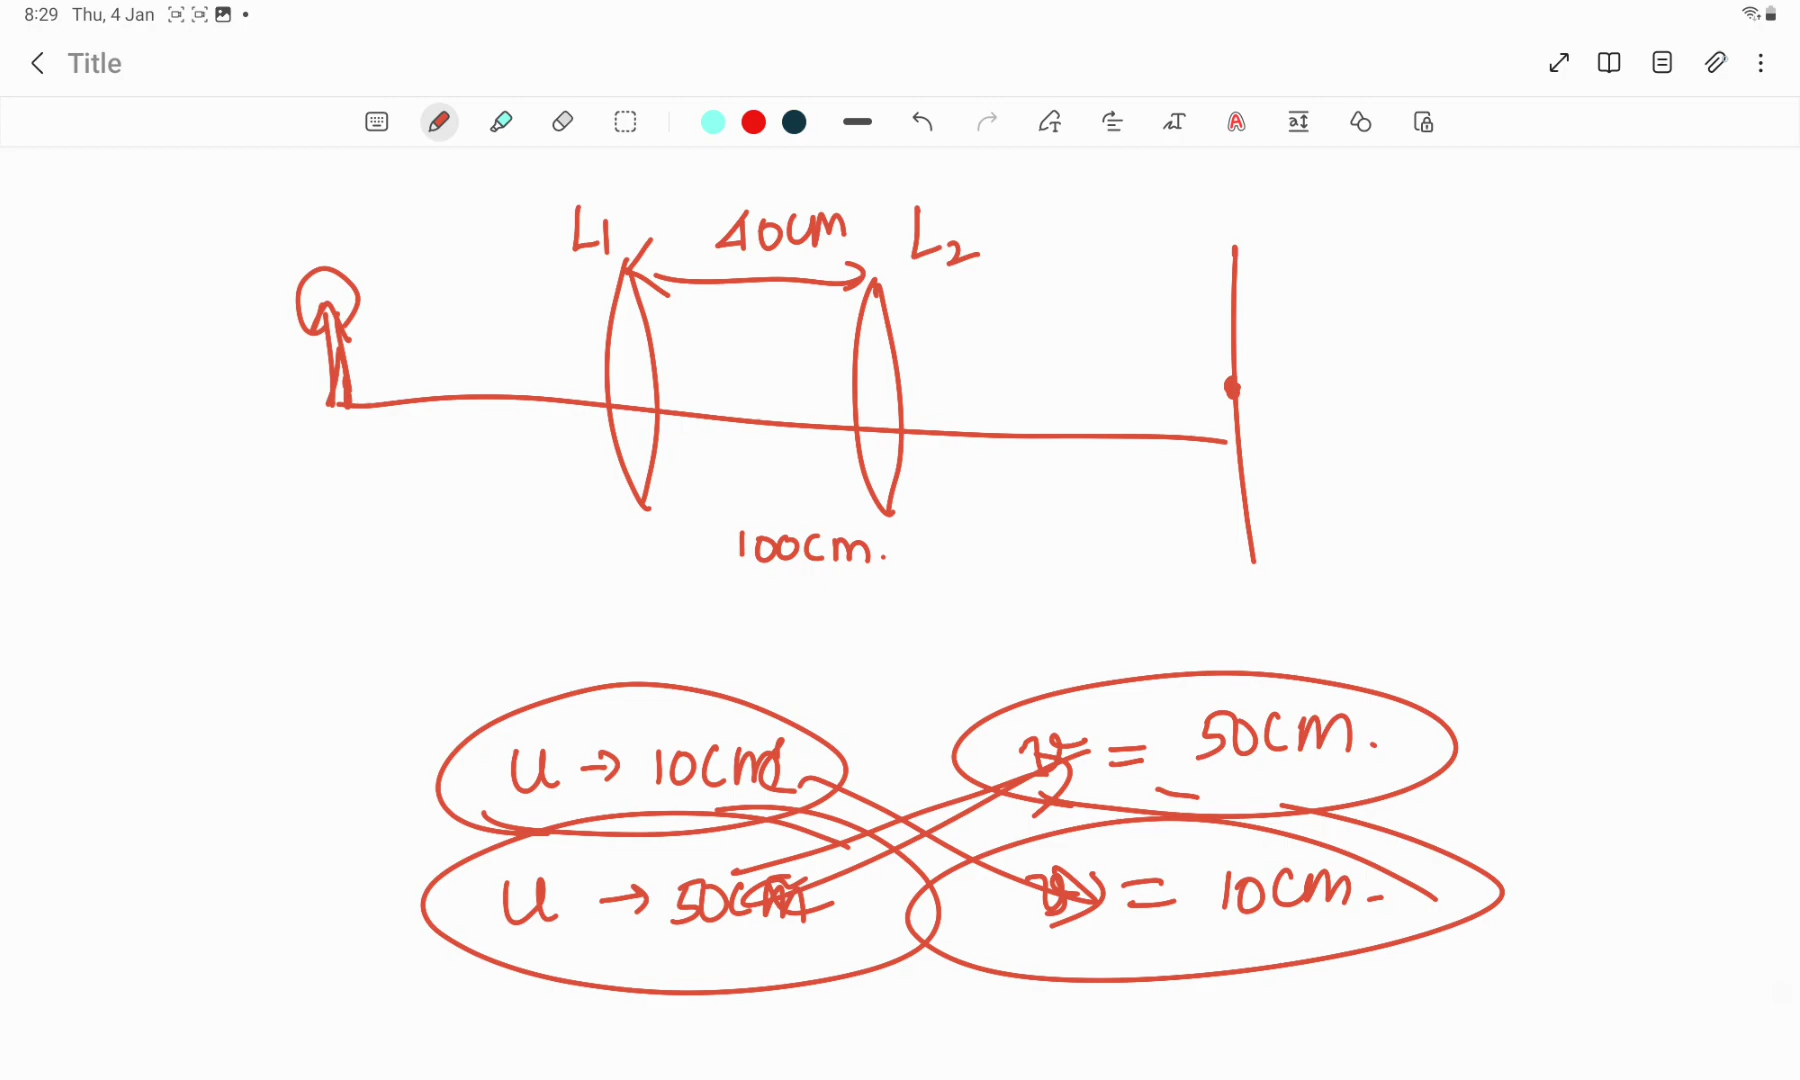 8:29 Thu, 4 Jan
Title
L1 40cm L2
100cm.
u → 10cm v = 50cm.
u → 50cm v = 10cm.